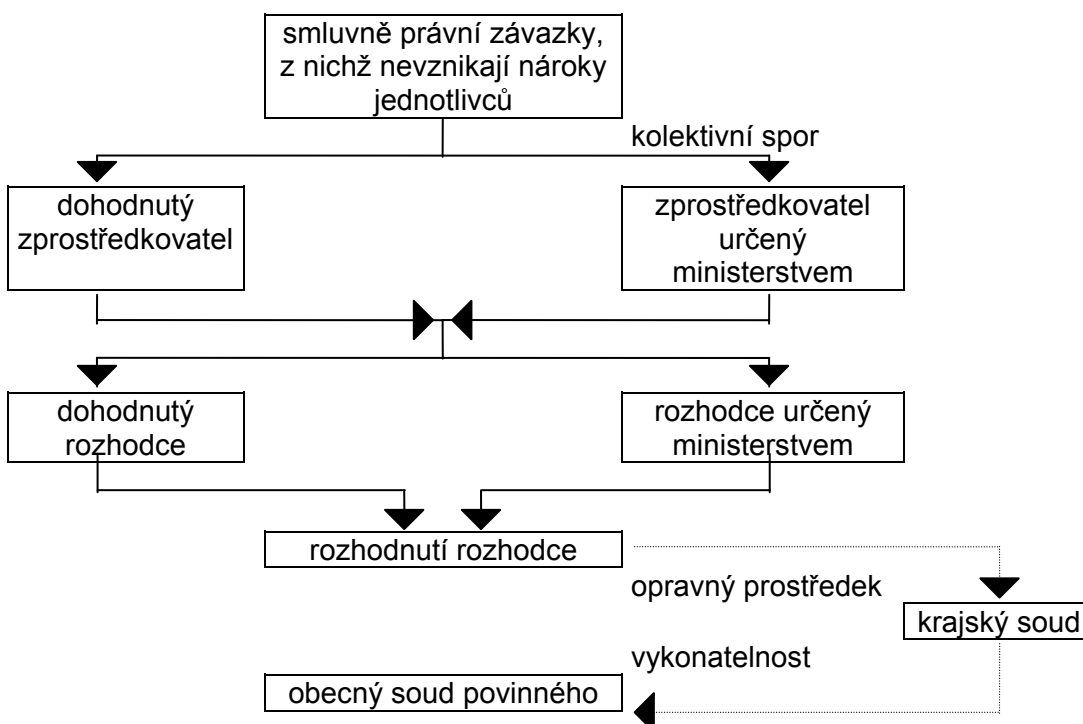 smluvně právní závazky,
z nichž nevznikají nároky
jednotlivců
kolektivní spor
dohodnutý
zprostředkovatel
zprostředkovatel
určený
ministerstvem
dohodnutý
rozhodce
rozhodce určený
ministerstvem
rozhodnutí rozhodce
opravný prostředek
krajský soud
vykonatelnost
obecný soud povinného